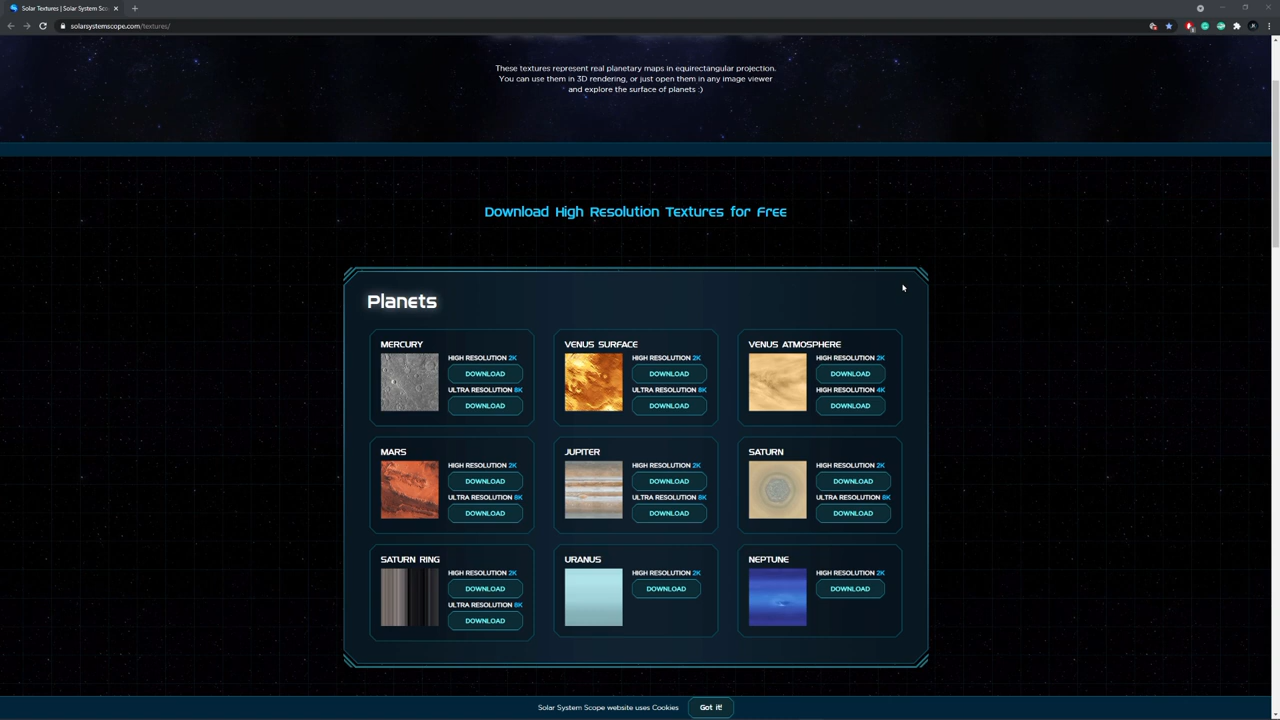 Solar Textures | Solar System Sco
solarsystemscope.com/textures/
These textures represent real planetary maps in equirectangular projection.
You can use them in 3D rendering, or just open them in any image viewer
and explore the surface of planets :)
Download High Resolution Textures for Free
Planets
MERCURY
HIGH RESOLUTION 2K
DOWNLOAD
ULTRA RESOLUTION 8K
DOWNLOAD
VENUS SURFACE
HIGH RESOLUTION 2K
DOWNLOAD
ULTRA RESOLUTION 8K
DOWNLOAD
VENUS ATMOSPHERE
HIGH RESOLUTION 2K
DOWNLOAD
HIGH RESOLUTION 4K
DOWNLOAD
MARS
HIGH RESOLUTION 2K
DOWNLOAD
ULTRA RESOLUTION 8K
DOWNLOAD
JUPITER
HIGH RESOLUTION 2K
DOWNLOAD
ULTRA RESOLUTION 8K
DOWNLOAD
SATURN
HIGH RESOLUTION 2K
DOWNLOAD
ULTRA RESOLUTION 8K
DOWNLOAD
SATURN RING
HIGH RESOLUTION 2K
DOWNLOAD
ULTRA RESOLUTION 8K
DOWNLOAD
URANUS
HIGH RESOLUTION 2K
DOWNLOAD
NEPTUNE
HIGH RESOLUTION 2K
DOWNLOAD
Solar System Scope website uses Cookies
Got it!